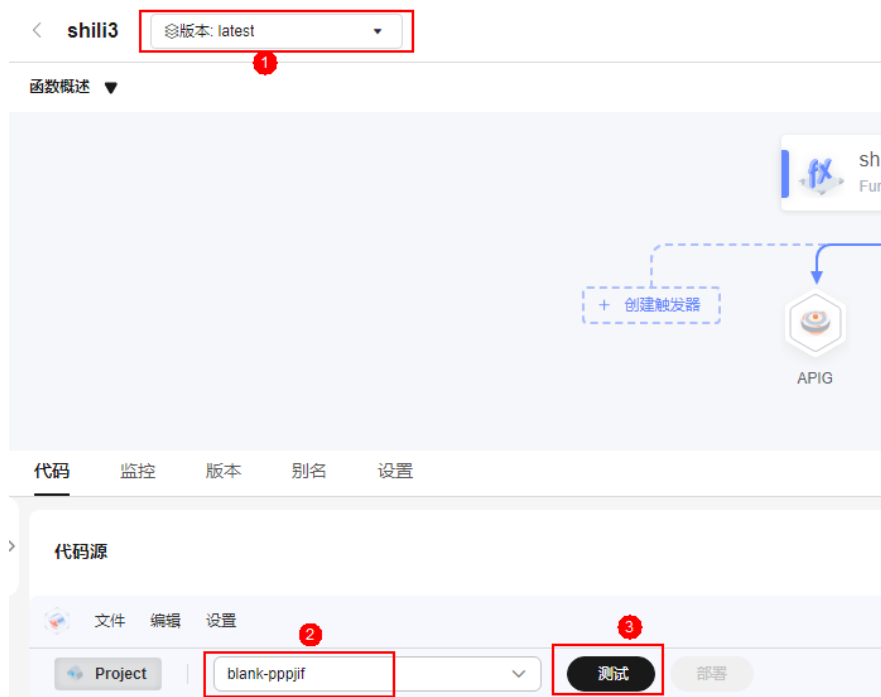 shili3 版本: latest
1
函数概述
sh
Fun
创建触发器
APIG
代码 监控 版本 别名 设置
代码源
文件 编辑 设置
2
3
Project blank-pppjif 测试 部署